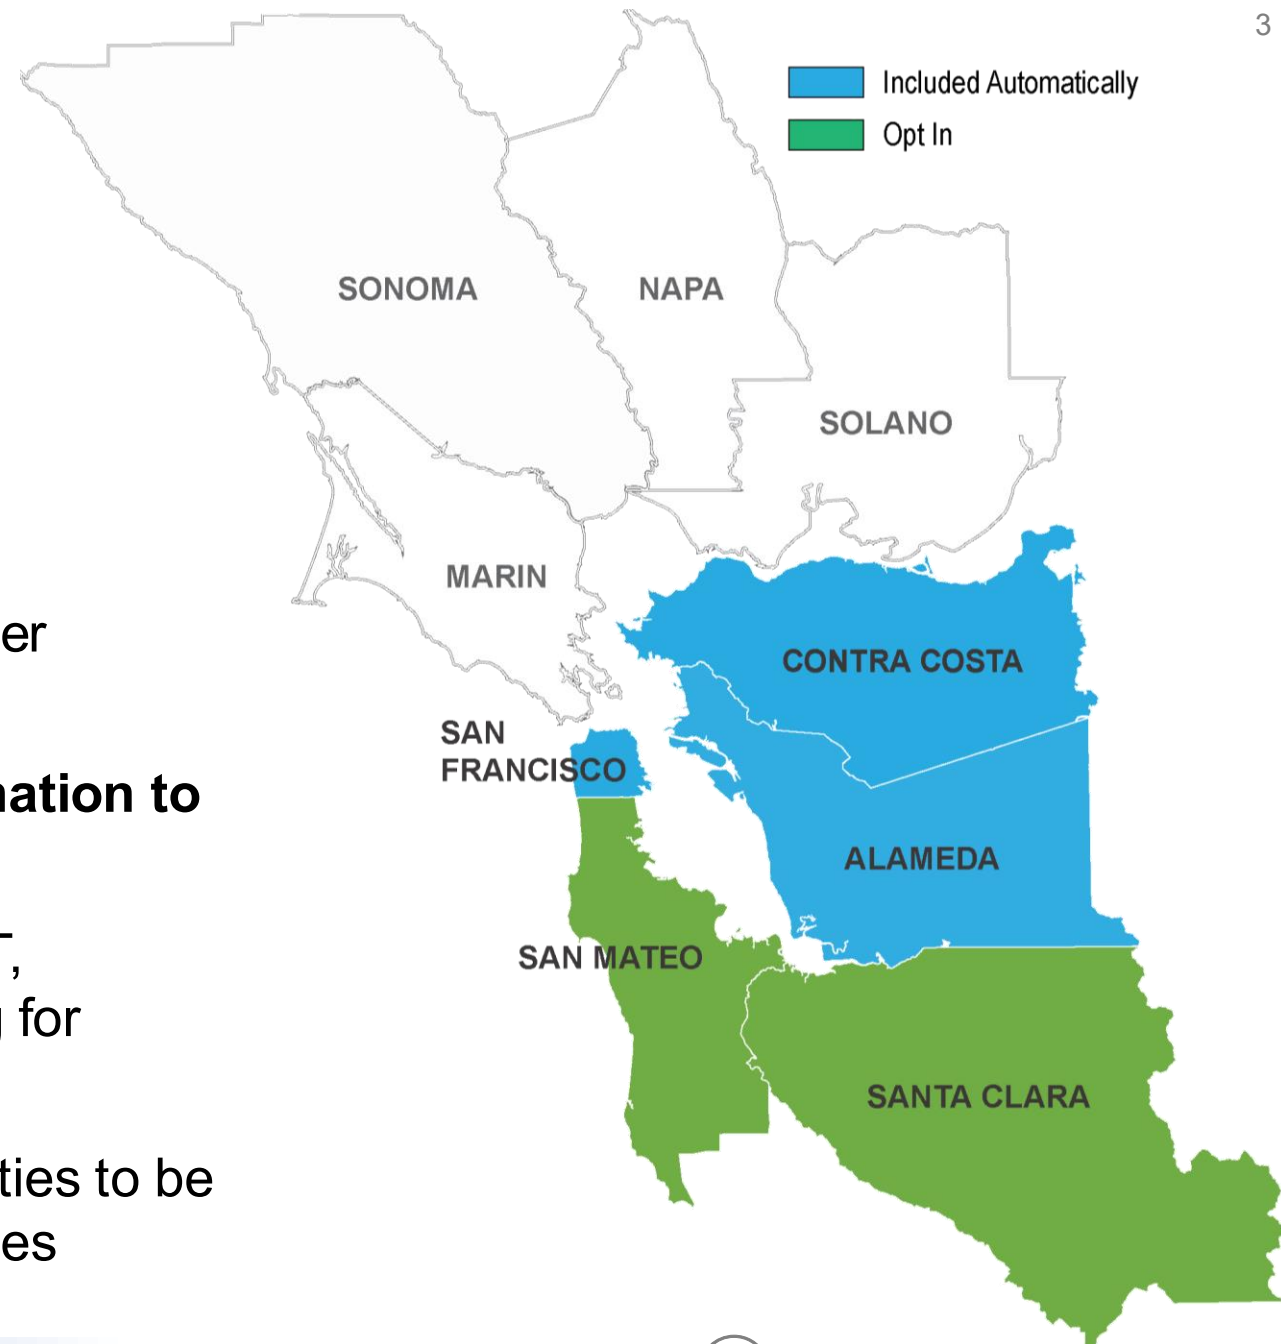 3
Included Automatically
Opt In
SONOMA
NAPA
SOLANO
MARIN
er
CONTRA COSTA
SAN
FRANCISCO
nation to
ALAMEDA
SAN MATEO
for
SANTA CLARA
ties to be
es